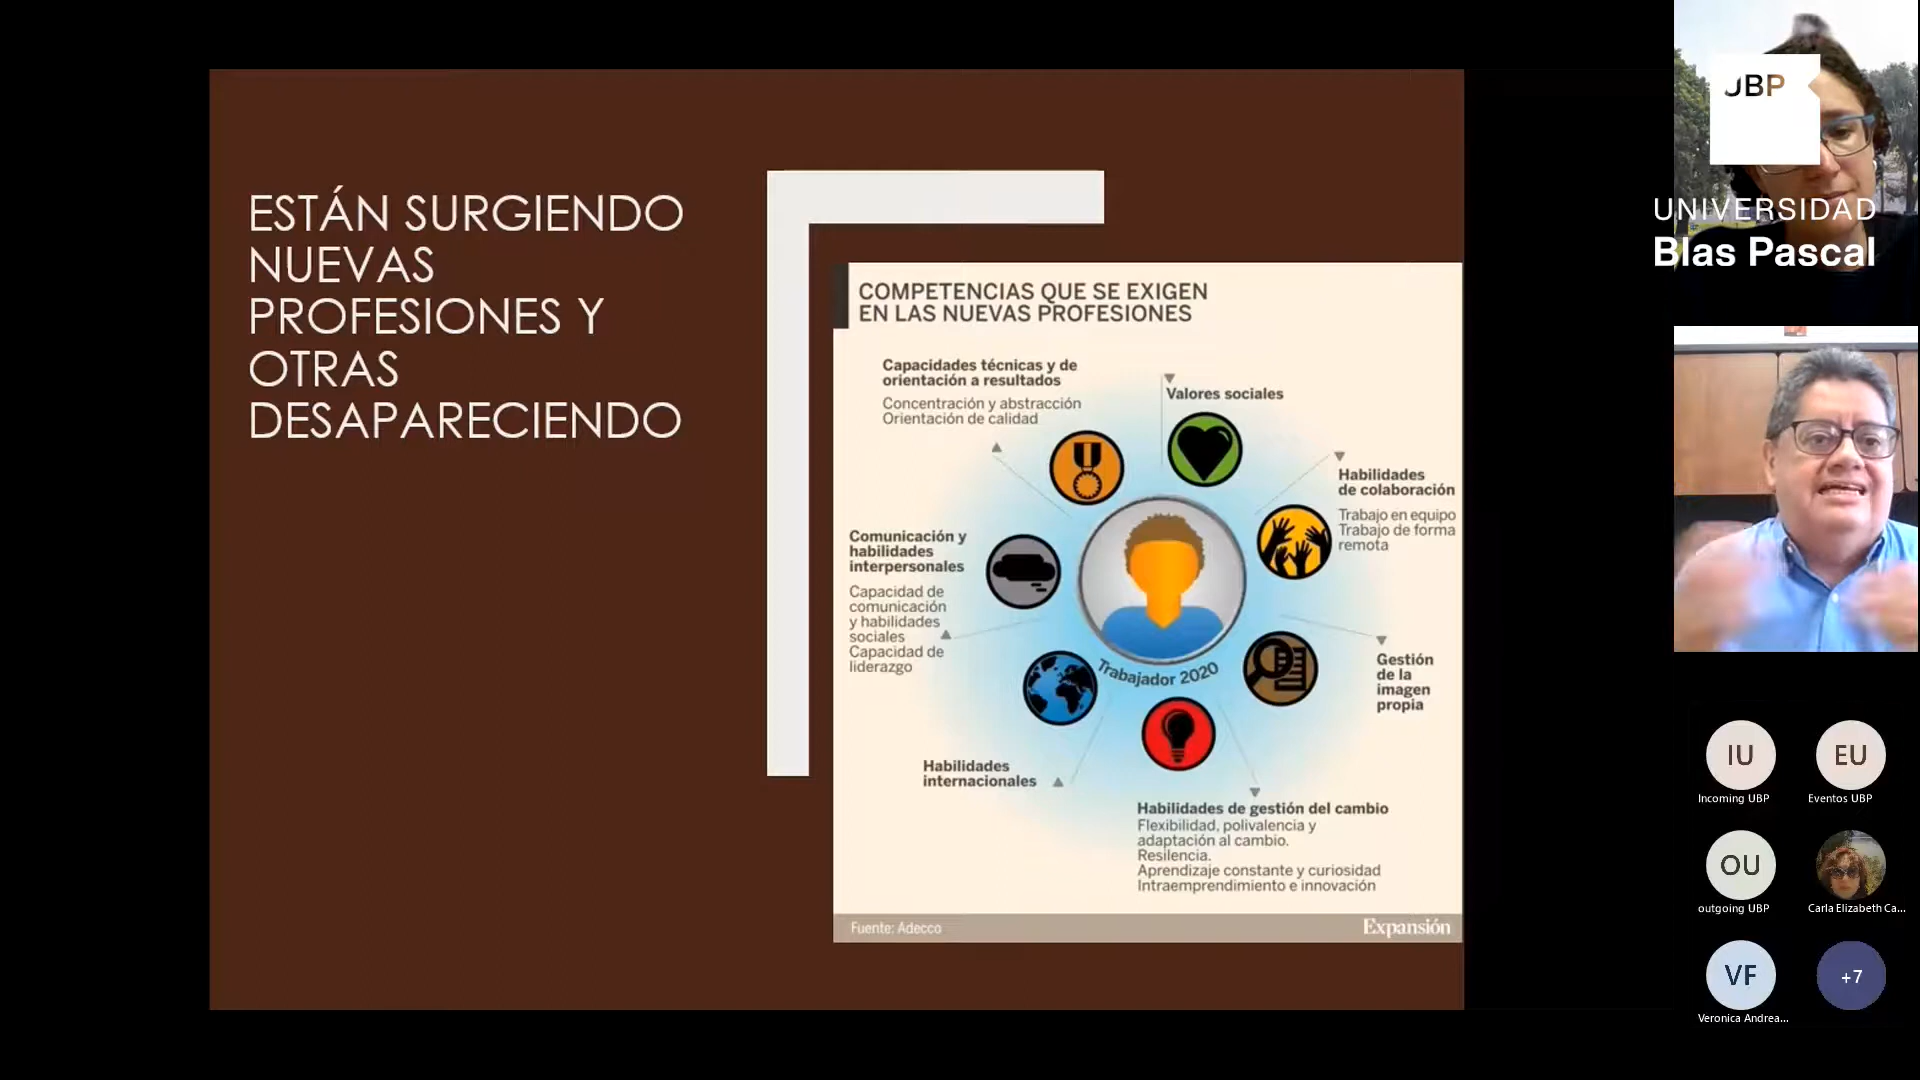 ESTÁN SURGIENDO
NUEVAS
PROFESIONES Y
OTRAS
DESAPARECIENDO
COMPETENCIAS QUE SE EXIGEN
EN LAS NUEVAS PROFESIONES
Capacidades técnicas y de
orientación a resultados
Concentración y abstracción
Orientación de calidad
Valores sociales
Habilidades
de colaboración
Trabajo en equipo
Trabajo de forma
remota
Comunicación y
habilidades
interpersonales
Capacidad de
comunicación
y habilidades
sociales
Capacidad de
liderazgo
Trabajador 2020
Gestión
de la
imagen
propia
Habilidades
internacionales
Habilidades de gestión del cambio
Flexibilidad, polivalencia y
adaptación al cambio.
Resilencia.
Aprendizaje constante y curiosidad
Intraemprendimiento e innovación
Fuente: Adecco
Expansión
UBP
UNIVERSIDAD
Blas Pascal
IU
Incoming UBP
EU
Eventos UBP
OU
outgoing UBP
Carla Elizabeth Ca...
VF
Veronica Andrea...
+7